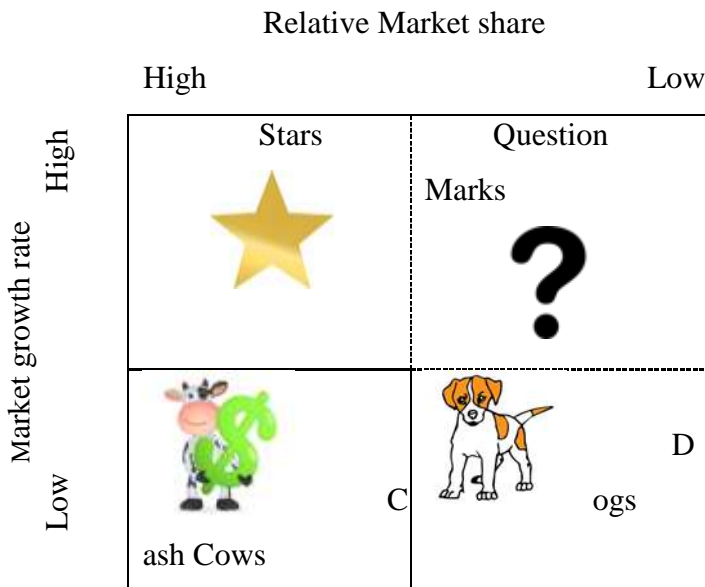 Relative Market share
High Low
High
Stars Question
Marks
Market growth rate
Low
C D
ogs
ash Cows